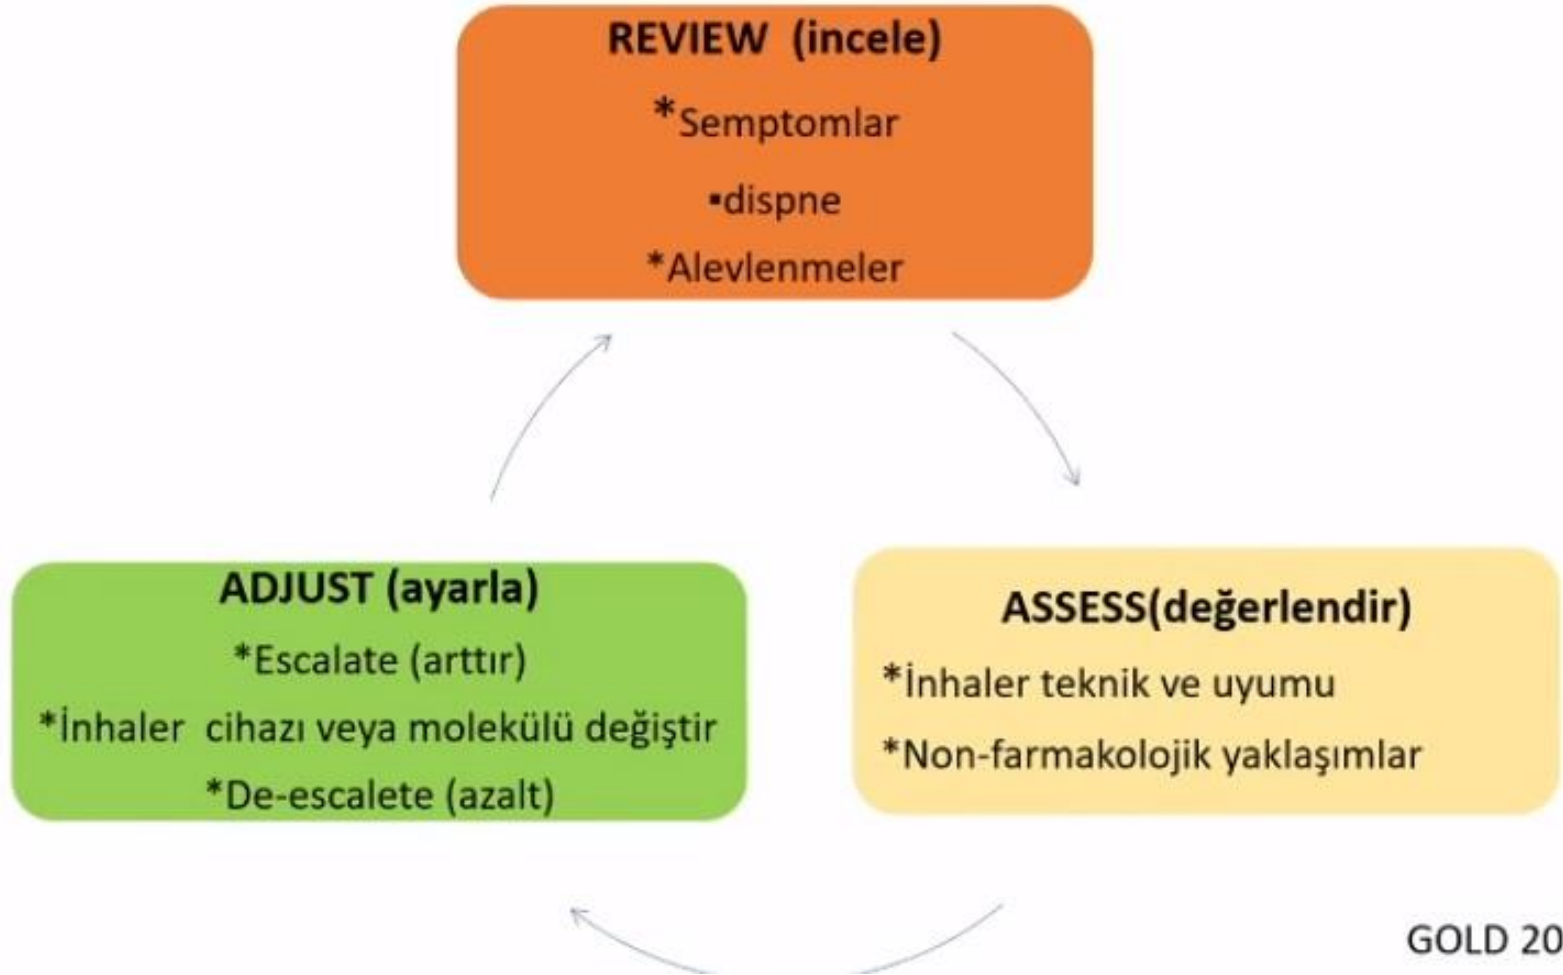 REVIEW (incele)
*Semptomlar
▪dispne
*Alevlenmeler
ADJUST (ayarla)
*Escalate (arttır)
*İnhaler cihazı veya molekülü değiştir
*De-escalete (azalt)
ASSESS(değerlendir)
*İnhaler teknik ve uyumu
*Non-farmakolojik yaklaşımlar
GOLD 20